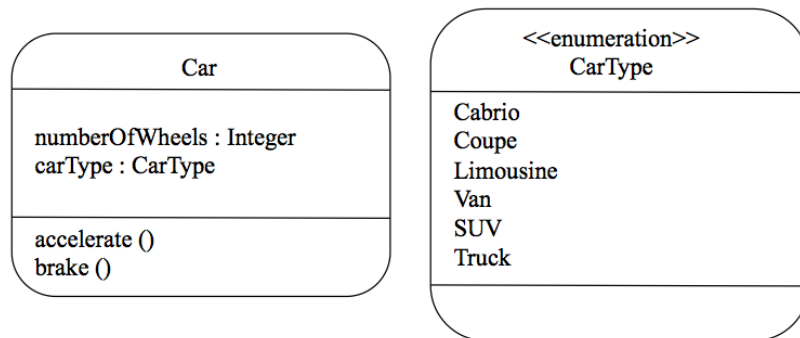 Car
numberOfWheels : Integer
carType : CarType
accelerate ()
brake ()
<<enumeration>>
CarType
Cabrio
Coupe
Limousine
Van
SUV
Truck